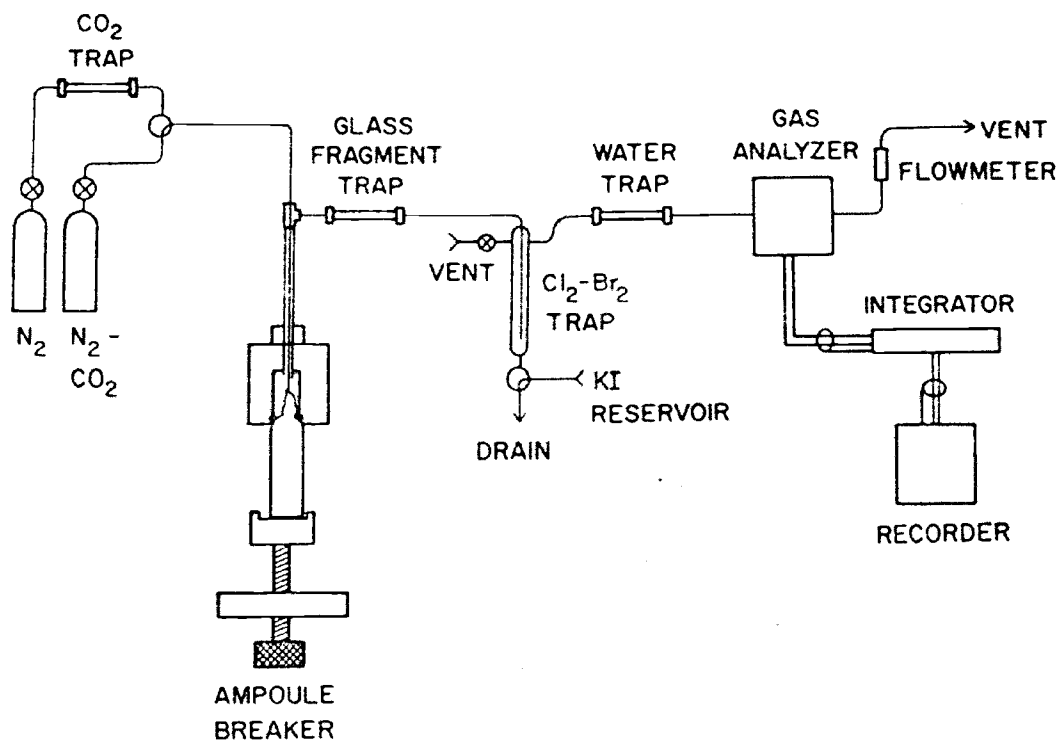 CO2
TRAP
N2
N2 -
CO2
GLASS
FRAGMENT
TRAP
VENT
Cl2-Br2
TRAP
KI
RESERVOIR
DRAIN
WATER
TRAP
GAS
ANALYZER
VENT
FLOWMETER
INTEGRATOR
RECORDER
AMPOULE
BREAKER